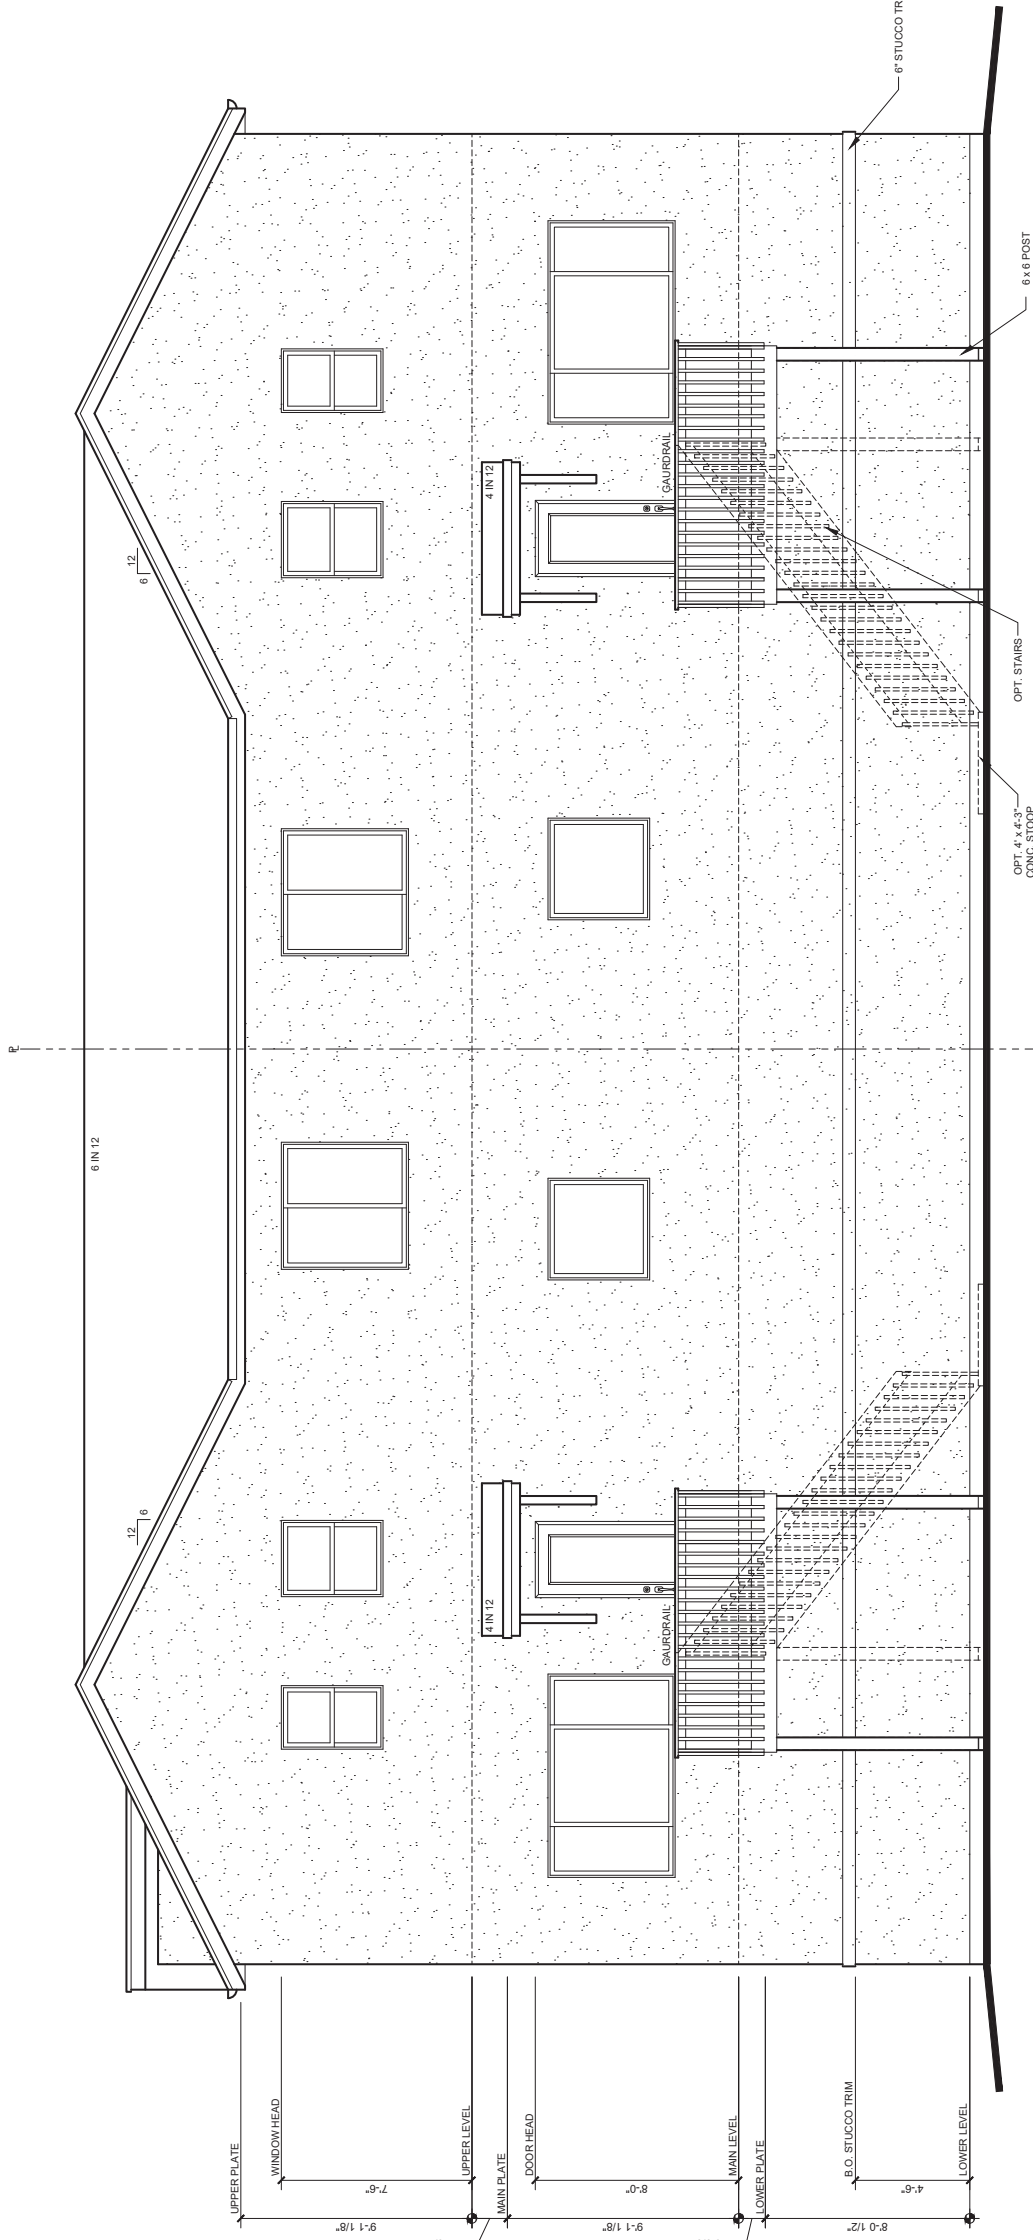 6" STUCCO TR
6 x 6 POST
4 IN 12
GAURDRAIL
12
6
OPT. STAIRS
OPT. 4' x 4'-3"
CONC. STOOP
PL
6 IN 12
12
6
4 IN 12
GAURDRAIL
UPPER PLATE
WINDOW HEAD
UPPER LEVEL
MAIN PLATE
DOOR HEAD
MAIN LEVEL
LOWER PLATE
B.O. STUCCO TRIM
LOWER LEVEL
7'-6"
8'-0"
4'-6"
9'-1 1/8"
9'-1 1/8"
8'-0 1/2"